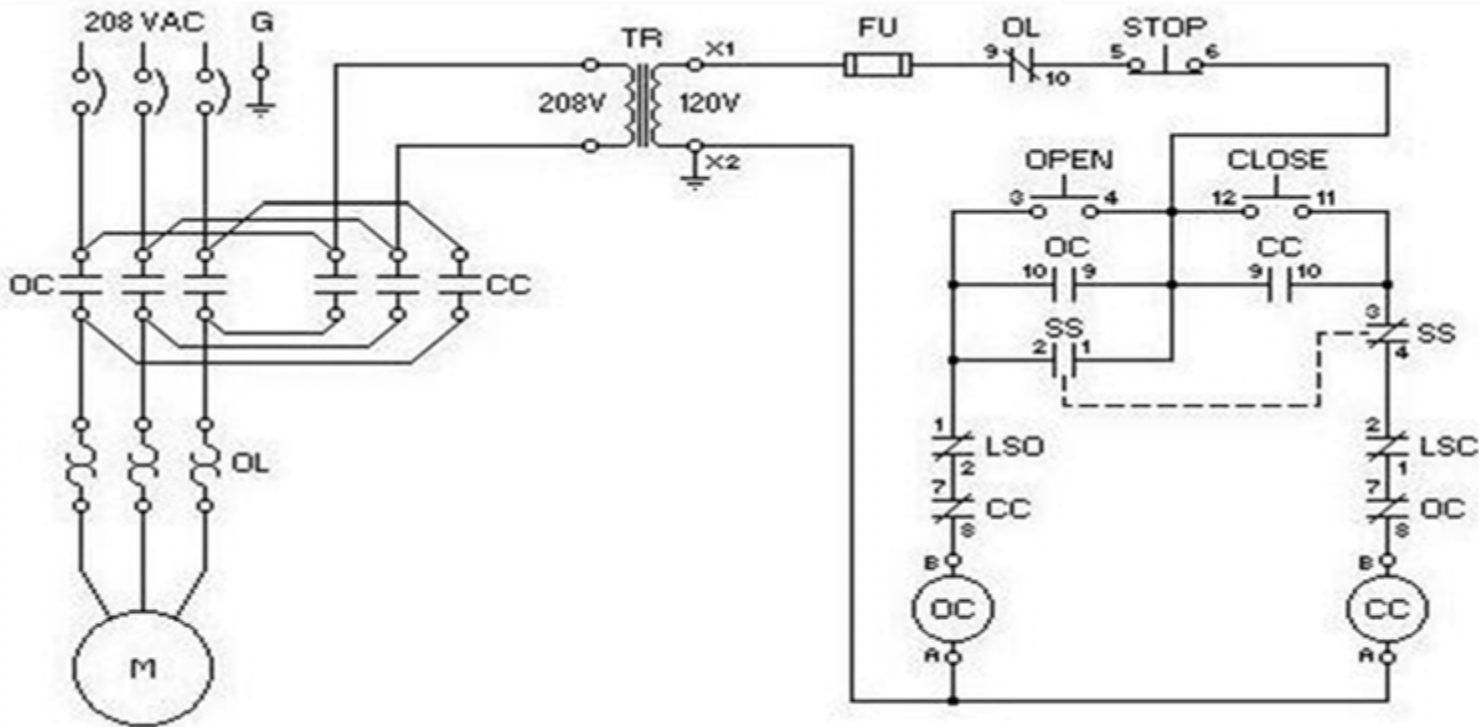 208 VAC G
TR X1 FU OL STOP
9 10 5 6
208V 120V
X2
OPEN CLOSE
3 4 12 11
OC CC
10 9 9 10
OC CC
SS 3
2 1 SS
4
1 LSO 2 LSC
2 1
OL
7 CC 7 OC
8 8
B B
OC CC
M
A A